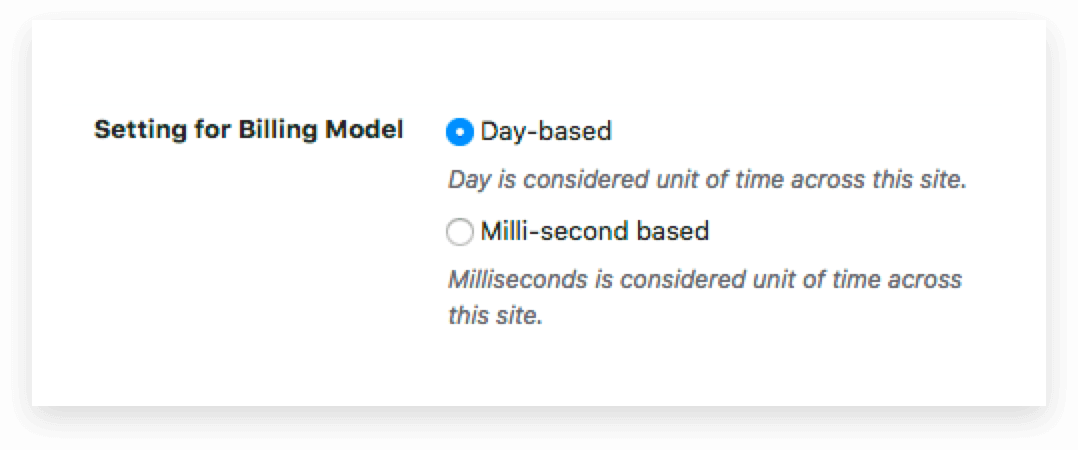 Setting for Billing Model
Day-based
Day is considered unit of time across this site.
Milli-second based
Milliseconds is considered unit of time across
this site.